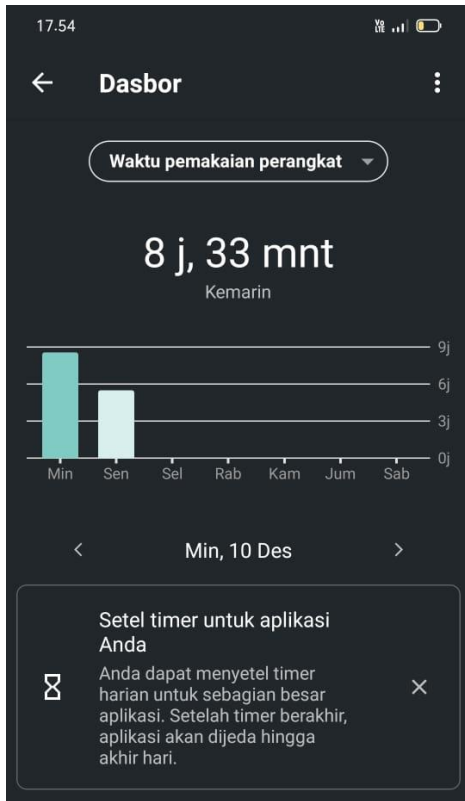 17.54
Vo LTE
Dasbor
Waktu pemakaian perangkat
8 j, 33 mnt
Kemarin
9j
6j
3j
0j
Min Sen Sel Rab Kam Jum Sab
Min, 10 Des
Setel timer untuk aplikasi
Anda
Anda dapat menyetel timer
harian untuk sebagian besar
aplikasi. Setelah timer berakhir,
aplikasi akan dijeda hingga
akhir hari.